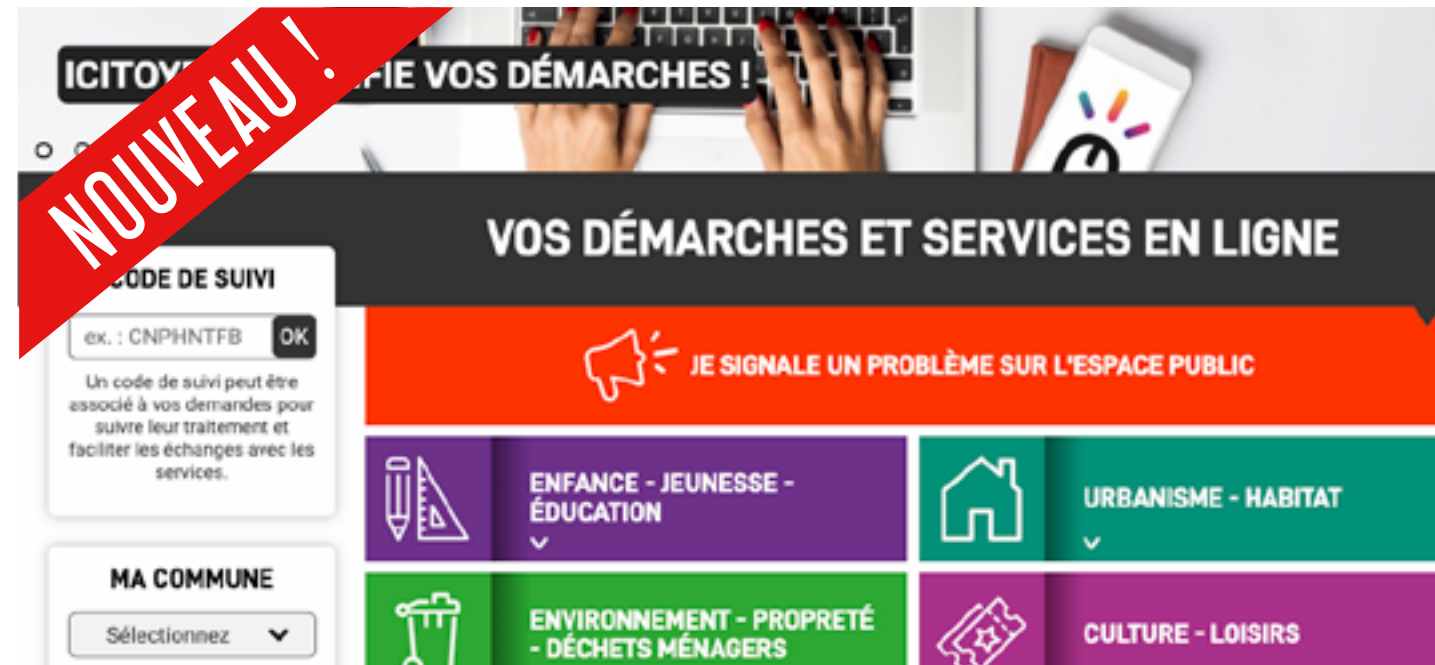 NOUVEAU !
ICITOY FIE VOS DÉMARCHES !
VOS DÉMARCHES ET SERVICES EN LIGNE
CODE DE SUIVI
ex. : CNPHNTFB OK
Un code de suivi peut être
associé à vos demandes pour
suivre leur traitement et
faciliter les échanges avec les
services.
MA COMMUNE
Sélectionnez
JE SIGNALE UN PROBLÈME SUR L'ESPACE PUBLIC
ENFANCE - JEUNESSE -
ÉDUCATION
URBANISME - HABITAT
ENVIRONNEMENT - PROPRETÉ
- DÉCHETS MÉNAGERS
CULTURE - LOISIRS